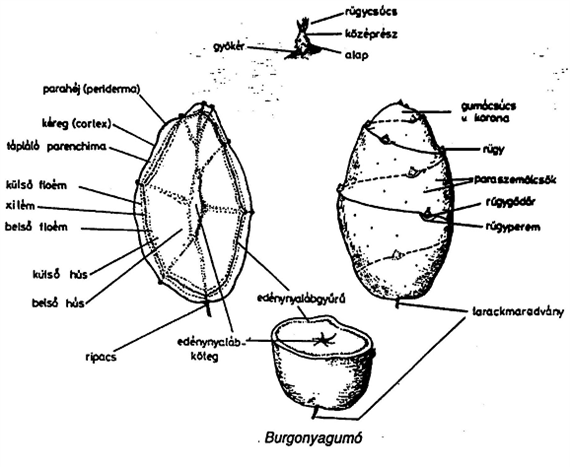 rügycsúcs
középrész
gyökér
alap
parahéj (periderma)
kéreg (cortex)
tápláló parenchima
külső floém
xilém
belső floém
külső hús
belső hús
ripacs
edénynyalábgyűrű
edénynyaláb-
köteg
gumócsúcs
v. korona
rügy
paraszemölcsök
rügygödör
rügyperem
tarackmaradvány
Burgonyagumó